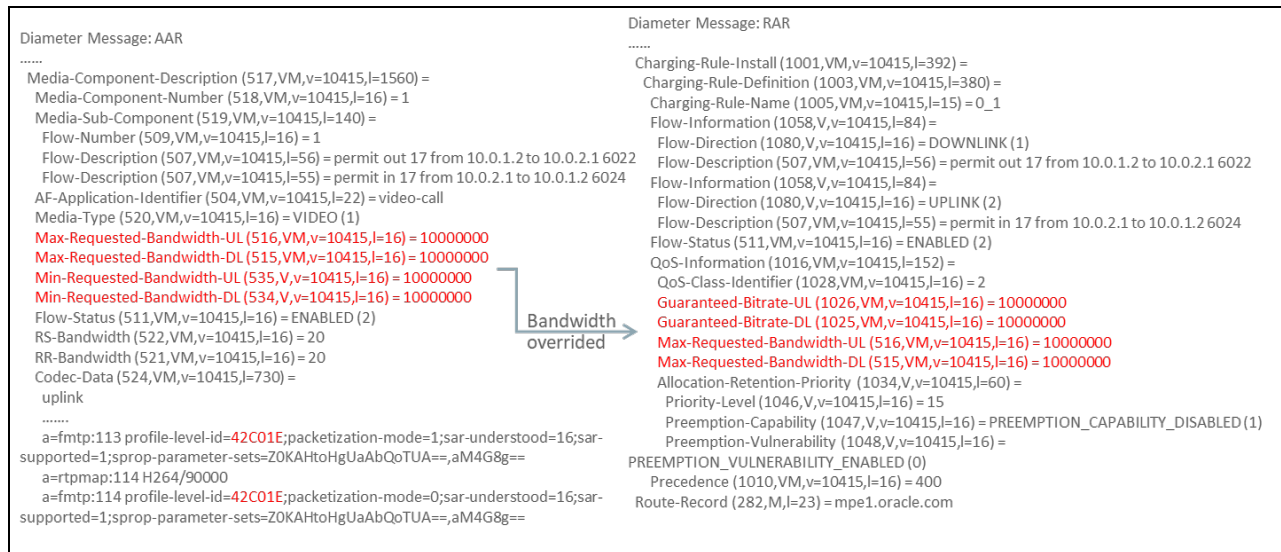 Diameter Message: AAR
......
Media-Component-Description (517,VM,v=10415,l=1560) =
Media-Component-Number (518,VM,v=10415,l=16) = 1
Media-Sub-Component (519,VM,v=10415,l=140) =
Flow-Number (509,VM,v=10415,l=16) = 1
Flow-Description (507,VM,v=10415,l=56) = permit out 17 from 10.0.1.2 to 10.0.2.1 6022
Flow-Description (507,VM,v=10415,l=55) = permit in 17 from 10.0.2.1 to 10.0.1.2 6024
AF-Application-Identifier (504,VM,v=10415,l=22) = video-call
Media-Type (520,VM,v=10415,l=16) = VIDEO (1)
Max-Requested-Bandwidth-UL (516,VM,v=10415,l=16) = 10000000
Max-Requested-Bandwidth-DL (515,VM,v=10415,l=16) = 10000000
Min-Requested-Bandwidth-UL (535,V,v=10415,l=16) = 10000000
Min-Requested-Bandwidth-DL (534,V,v=10415,l=16) = 10000000
Flow-Status (511,VM,v=10415,l=16) = ENABLED (2)
RS-Bandwidth (522,VM,v=10415,l=16) = 20
RR-Bandwidth (521,VM,v=10415,l=16) = 20
Codec-Data (524,VM,v=10415,l=730) =
uplink
.......
a=fmtp:113 profile-level-id=42C01E;packetization-mode=1;sar-understood=16;sar-
supported=1;sprop-parameter-sets=Z0KAHtoHgUaAbQoTUA==,aM4G8g==
a=rtpmap:114 H264/90000
a=fmtp:114 profile-level-id=42C01E;packetization-mode=0;sar-understood=16;sar-
supported=1;sprop-parameter-sets=Z0KAHtoHgUaAbQoTUA==,aM4G8g==
Bandwidth
overrided
Diameter Message: RAR
......
Charging-Rule-Install (1001,VM,v=10415,l=392) =
Charging-Rule-Definition (1003,VM,v=10415,l=380) =
Charging-Rule-Name (1005,VM,v=10415,l=15) = 0_1
Flow-Information (1058,V,v=10415,l=84) =
Flow-Direction (1080,V,v=10415,l=16) = DOWNLINK (1)
Flow-Description (507,VM,v=10415,l=56) = permit out 17 from 10.0.1.2 to 10.0.2.1 6022
Flow-Information (1058,V,v=10415,l=84) =
Flow-Direction (1080,V,v=10415,l=16) = UPLINK (2)
Flow-Description (507,VM,v=10415,l=55) = permit in 17 from 10.0.2.1 to 10.0.1.2 6024
Flow-Status (511,VM,v=10415,l=16) = ENABLED (2)
QoS-Information (1016,VM,v=10415,l=152) =
QoS-Class-Identifier (1028,VM,v=10415,l=16) = 2
Guaranteed-Bitrate-UL (1026,VM,v=10415,l=16) = 10000000
Guaranteed-Bitrate-DL (1025,VM,v=10415,l=16) = 10000000
Max-Requested-Bandwidth-UL (516,VM,v=10415,l=16) = 10000000
Max-Requested-Bandwidth-DL (515,VM,v=10415,l=16) = 10000000
Allocation-Retention-Priority (1034,V,v=10415,l=60) =
Priority-Level (1046,V,v=10415,l=16) = 15
Preemption-Capability (1047,V,v=10415,l=16) = PREEMPTION_CAPABILITY_DISABLED (1)
Preemption-Vulnerability (1048,V,v=10415,l=16) =
PREEMPTION_VULNERABILITY_ENABLED (0)
Precedence (1010,VM,v=10415,l=16) = 400
Route-Record (282,M,l=23) = mpe1.oracle.com